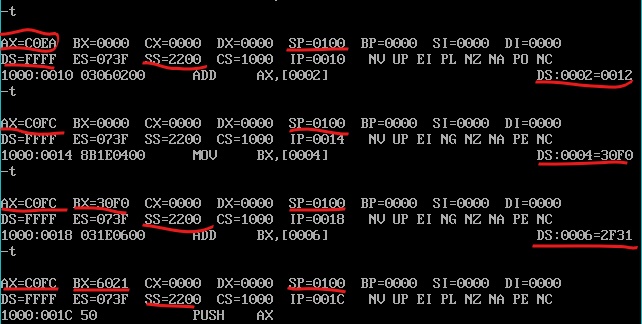 -t
AX=C0EA BX=0000 CX=0000 DX=0000 SP=0100 BP=0000 SI=0000 DI=0000
DS=FFFF ES=073F SS=2200 CS=1000 IP=0010 NV UP EI PL NZ NA PO NC
1000:0010 03060200 ADD AX,[0002] DS:0002=0012
-t
AX=C0FC BX=0000 CX=0000 DX=0000 SP=0100 BP=0000 SI=0000 DI=0000
DS=FFFF ES=073F SS=2200 CS=1000 IP=0014 NV UP EI NG NZ NA PE NC
1000:0014 8B1E0400 MOV BX,[0004] DS:0004=30F0
-t
AX=C0FC BX=30F0 CX=0000 DX=0000 SP=0100 BP=0000 SI=0000 DI=0000
DS=FFFF ES=073F SS=2200 CS=1000 IP=0018 NV UP EI NG NZ NA PE NC
1000:0018 031E0600 ADD BX,[0006] DS:0006=2F31
-t
AX=C0FC BX=6021 CX=0000 DX=0000 SP=0100 BP=0000 SI=0000 DI=0000
DS=FFFF ES=073F SS=2200 CS=1000 IP=001C NV UP EI PL NZ NA PE NC
1000:001C 50 PUSH AX